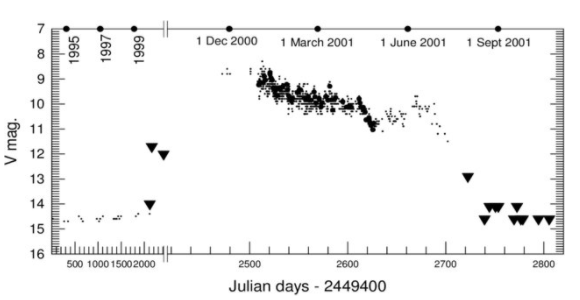 7
8
9
10
11
12
13
14
15
16
V mag.
1995
1997
1999
1 Dec 2000
1 March 2001
1 June 2001
1 Sept 2001
500 1000 1500 2000
2500
2600
2700
2800
Julian days - 2449400